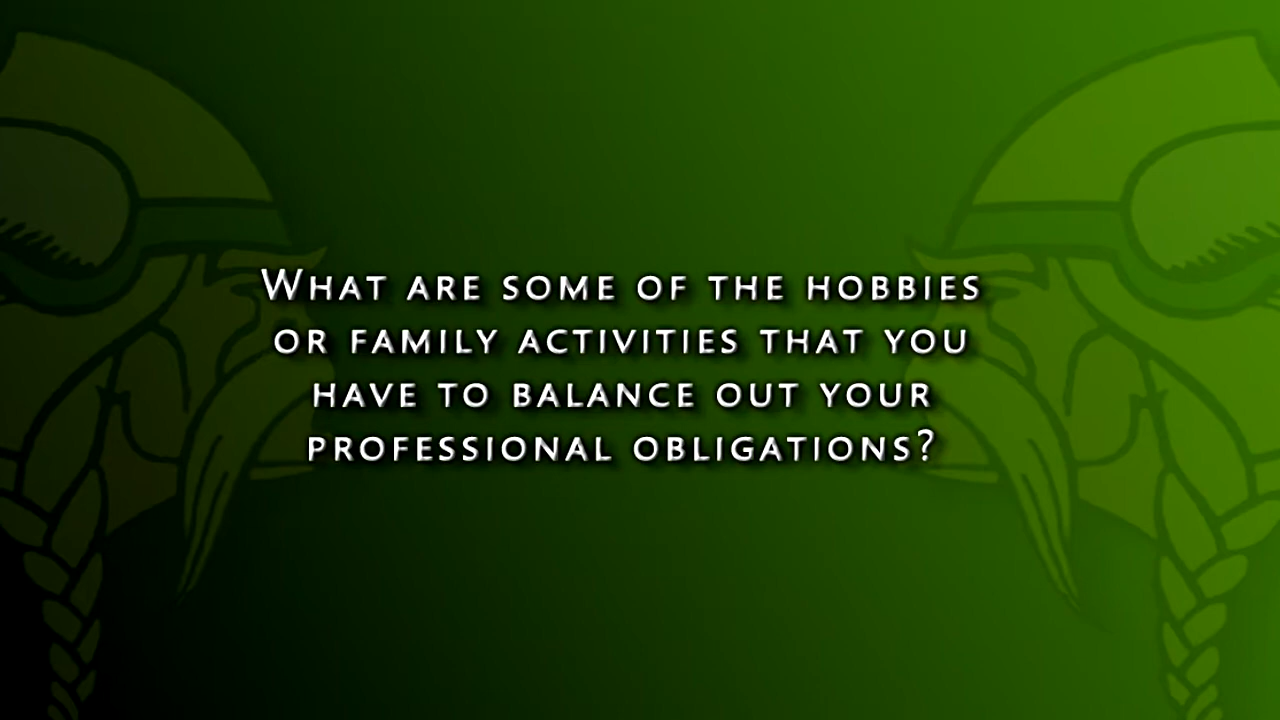 What are some of the hobbies
or family activities that you
have to balance out your
professional obligations?